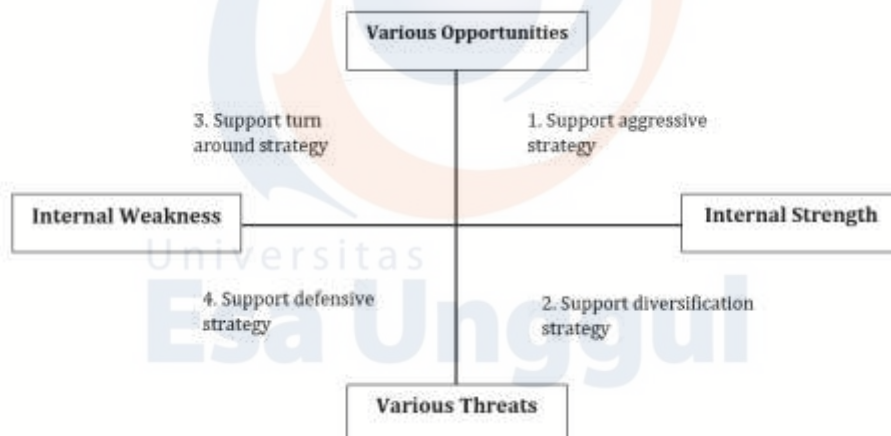 Various Opportunities
3. Support turn
around strategy
1. Support aggressive
strategy
Internal Weakness
Internal Strength
Universitas
Esa Unggul
4. Support defensive
strategy
2. Support diversification
strategy
Various Threats